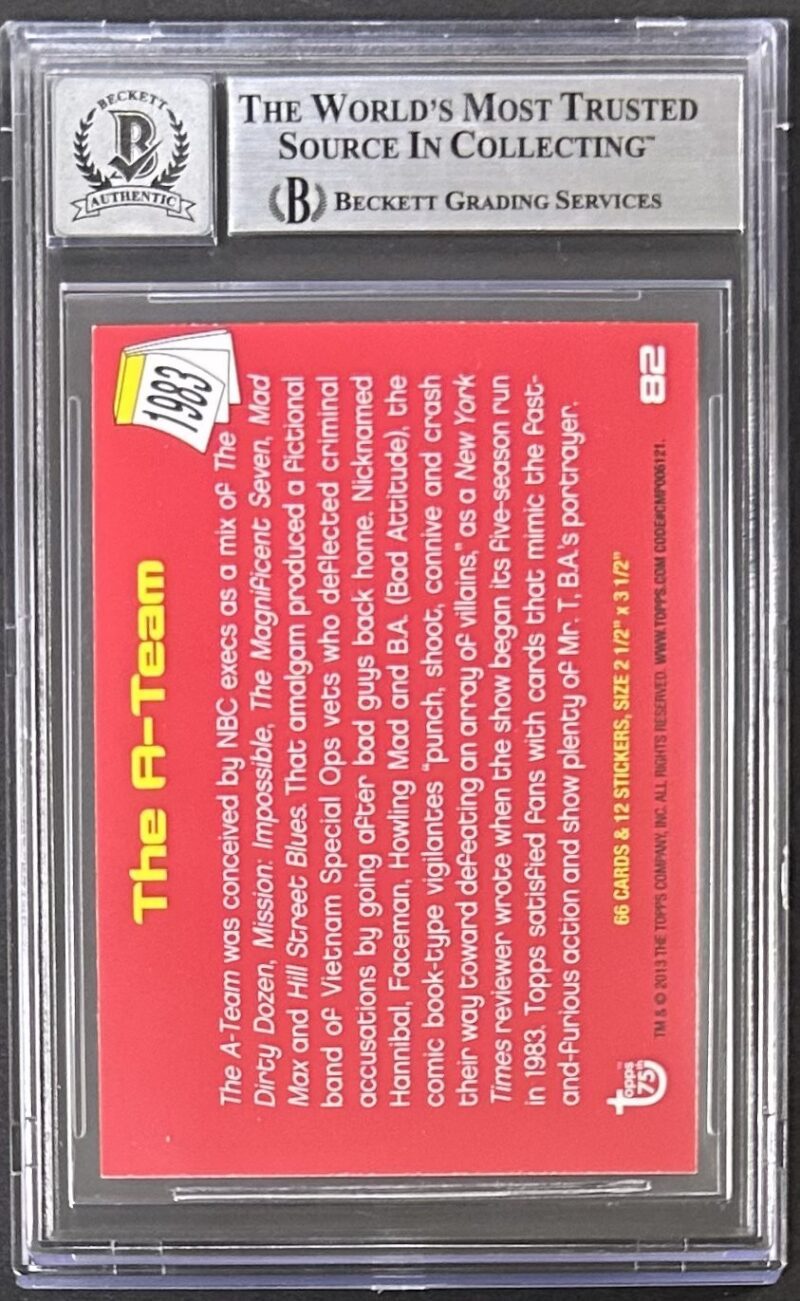 BECKETT
B
AUTHENTIC
THE WORLD'S MOST TRUSTED
SOURCE IN COLLECTING™
B BECKETT GRADING SERVICES
1983
82
The A-Team
The A-Team was conceived by NBC execs as a mix of The
Dirty Dozen, Mission: Impossible, The Magnificent Seven, Mad
Max and Hill Street Blues. That amalgam produced a fictional
band of Vietnam Special Ops vets who deflected criminal
accusations by going after bad guys back home. Nicknamed
Hannibal, Faceman, Howling Mad and B.A. (Bad Attitude), the
comic book-type vigilantes "punch, shoot, connive and crash
their way toward defeating an array of villains," as a New York
Times reviewer wrote when the show began its five-season run
in 1983. Topps satisfied fans with cards that mimic the fast-
and-furious action and show plenty of Mr. T, B.A.'s portrayer.
66 CARDS & 12 STICKERS, SIZE 2 1/2" x 3 1/2"
topps 75th
TM & © 2013 THE TOPPS COMPANY, INC. ALL RIGHTS RESERVED. WWW.TOPPS.COM CODE#CMP006121.